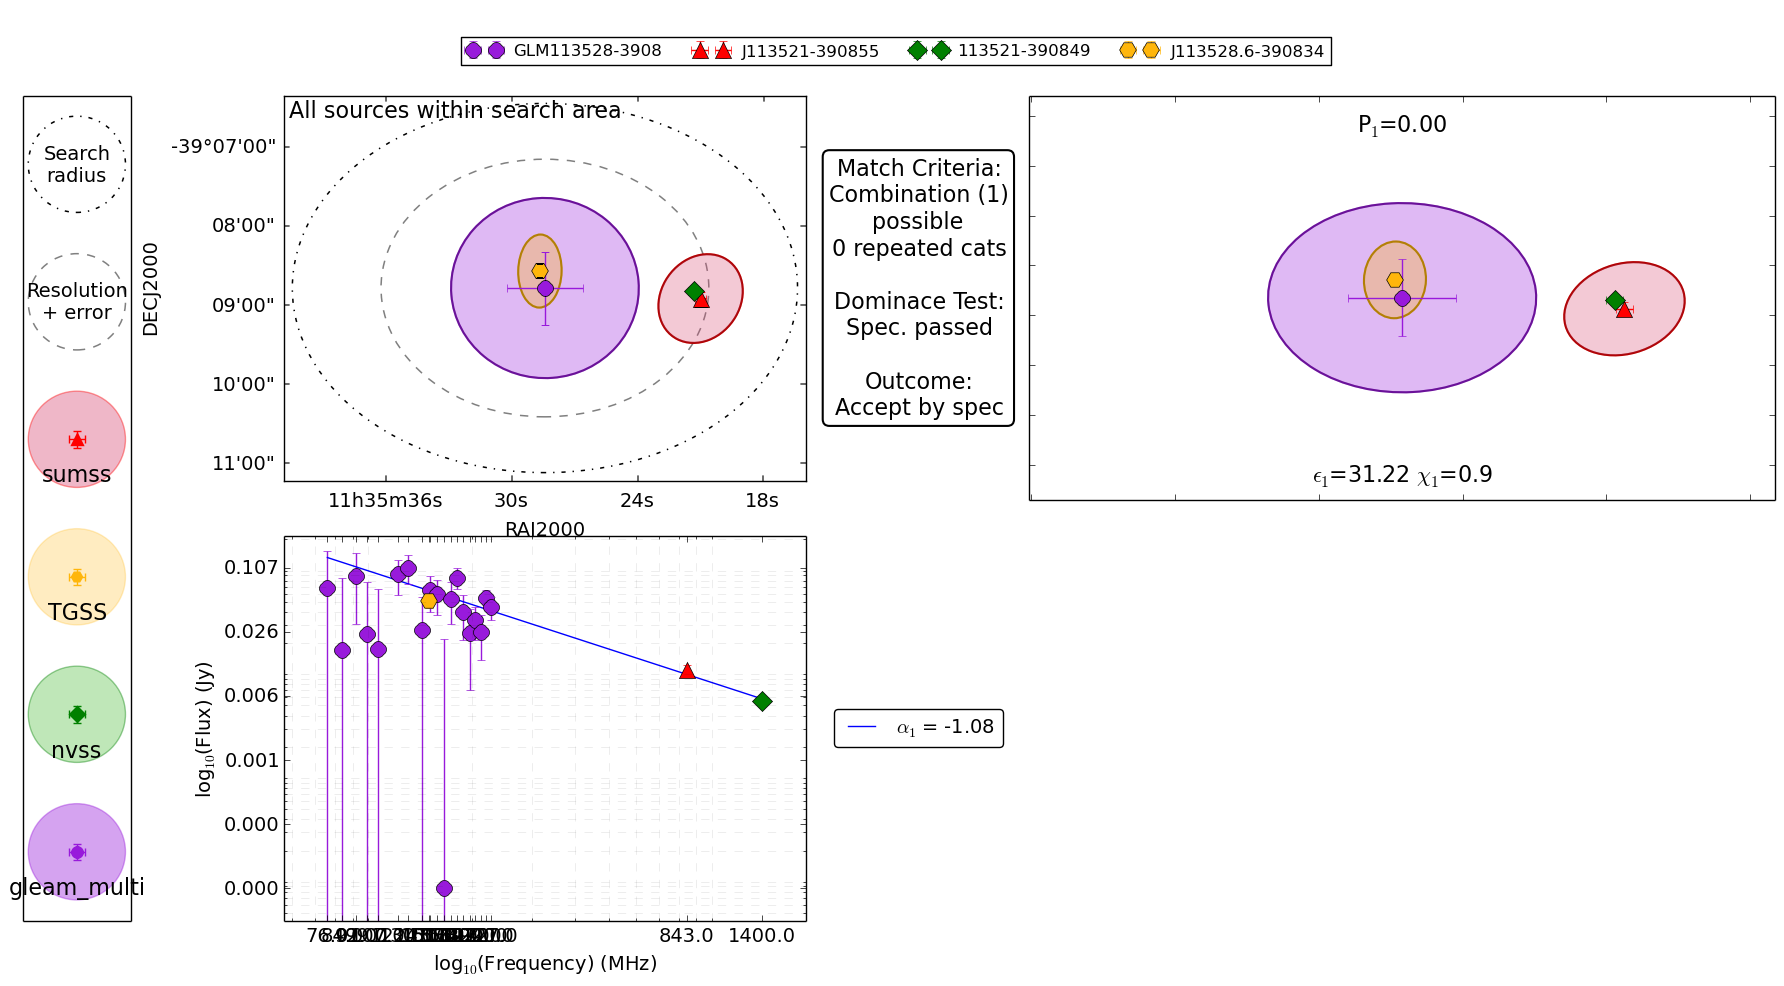 GLM113528-3908
J113521-390855
113521-390849
J113528.6-390834
Search
radius
Resolution
+ error
sumss
TGSS
nvss
gleam_multi
All sources within search area
DECJ2000
-39°07'00"
08'00"
09'00"
10'00"
11'00"
11h35m36s
30s
24s
18s
RAJ2000
Match Criteria:
Combination (1)
possible
0 repeated cats
Dominace Test:
Spec. passed
Outcome:
Accept by spec
P₁=0.00
ϵ₁=31.22 χ₁=0.9
log₁₀(Flux) (Jy)
0.107
0.026
0.006
0.001
0.000
0.000
843.0
1400.0
log₁₀(Frequency) (MHz)
α₁ = -1.08